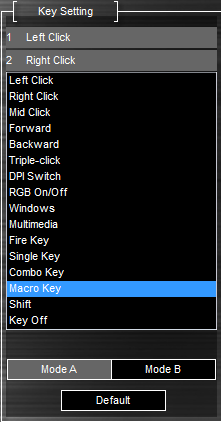 Key Setting
1 Left Click
2 Right Click
Left Click
Right Click
Mid Click
Forward
Backward
Triple-click
DPI Switch
RGB On/Off
Windows
Multimedia
Fire Key
Single Key
Combo Key
Macro Key
Shift
Key Off
Mode A Mode B
Default